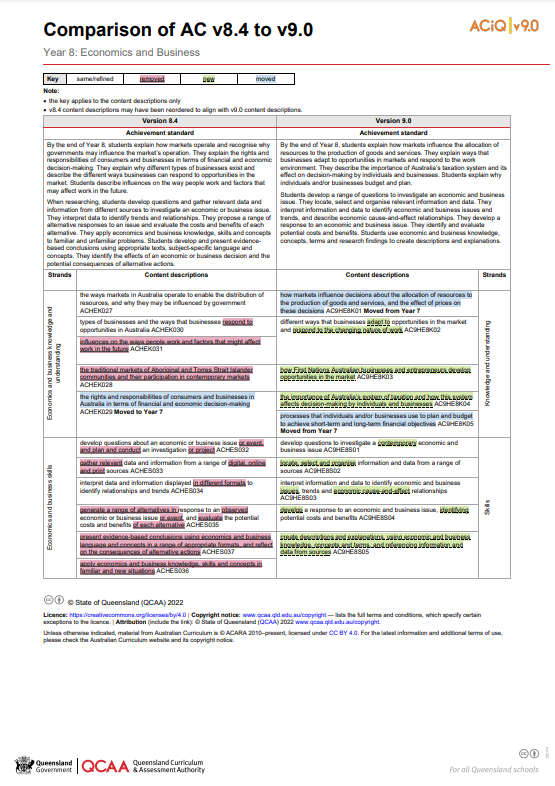 Comparison of AC v8.4 to v9.0
ACiQ | v9.0
Year 8: Economics and Business
Key same/refined removed new moved
Note:
• the key applies to the content descriptions only
• v8.4 content descriptions may have been reordered to align with v9.0 content descriptions.
Version 8.4
Version 9.0
Achievement standard
Achievement standard
By the end of Year 8, students explain how markets operate and recognise why
governments may influence the market's operation. They explain the rights and
responsibilities of consumers and businesses in terms of financial and economic
decision-making. They explain why different types of businesses exist and
describe the different ways businesses can respond to opportunities in the
market. Students describe influences on the way people work and factors that
may affect work in the future.
When researching, students develop questions and gather relevant data and
information from different sources to investigate an economic or business issue.
They interpret data to identify trends and relationships. They propose a range of
alternative responses to an issue and evaluate the costs and benefits of each
alternative. They apply economics and business knowledge, skills and concepts
to familiar and unfamiliar problems. Students develop and present evidence-
based conclusions using appropriate texts, subject-specific language and
concepts. They identify the effects of an economic or business decision and the
potential consequences of alternative actions.
By the end of Year 8, students explain how markets influence the allocation of
resources to the production of goods and services. They explain ways that
businesses adapt to opportunities in markets and respond to the work
environment. They describe the importance of Australia's taxation system and its
effect on decision-making by individuals and businesses. Students explain why
individuals and/or businesses budget and plan.
Students develop a range of questions to investigate an economic and business
issue. They locate, select and organise relevant information and data. They
interpret information and data to identify economic and business issues and
trends, and describe economic cause-and-effect relationships. They develop a
response to an economic and business issue. They identify and evaluate
potential costs and benefits. Students use economic and business knowledge,
concepts, terms and research findings to create descriptions and explanations.
Strands
Content descriptions
Content descriptions
Strands
Economics and business knowledge and
understanding
the ways markets in Australia operate to enable the distribution of
resources, and why they may be influenced by government
ACHEK027
types of businesses and the ways that businesses respond to
opportunities in Australia ACHEK030
influences on the ways people work and factors that might affect
work in the future ACHEK031
the traditional markets of Aboriginal and Torres Strait Islander
communities and their participation in contemporary markets
ACHEK028
the rights and responsibilities of consumers and businesses in
Australia in terms of financial and economic decision-making
ACHEK029 Moved to Year 7
how markets influence decisions about the allocation of resources to
the production of goods and services, and the effect of prices on
these decisions AC9HE8K01 Moved from Year 7
different ways that businesses adapt to opportunities in the market
and respond to the changing nature of work AC9HE8K02
how First Nations Australian businesses and entrepreneurs develop
opportunities in the market AC9HE8K03
the importance of Australia's system of taxation and how this system
affects decision-making by individuals and businesses AC9HE8K04
processes that individuals and/or businesses use to plan and budget
to achieve short-term and long-term financial objectives AC9HE8K05
Moved from Year 7
Knowledge and understanding
Economics and business skills
develop questions about an economic or business issue or event,
and plan and conduct an investigation or project ACHES032
gather relevant data and information from a range of digital, online
and print sources ACHES033
interpret data and information displayed in different formats to
identify relationships and trends ACHES034
generate a range of alternatives in response to an observed
economic or business issue or event, and evaluate the potential
costs and benefits of each alternative ACHES035
present evidence-based conclusions using economics and business
language and concepts in a range of appropriate formats, and reflect
on the consequences of alternative actions ACHES037
apply economics and business knowledge, skills and concepts in
familiar and new situations ACHES036
develop questions to investigate a contemporary economic and
business issue AC9HE8S01
locate, select and organise information and data from a range of
sources AC9HE8S02
interpret information and data to identify economic and business
issues, trends and economic cause-and-effect relationships
AC9HE8S03
develop a response to an economic and business issue, identifying
potential costs and benefits AC9HE8S04
create descriptions and explanations, using economic and business
knowledge, concepts and terms, and referencing information and
data from sources AC9HE8S05
Skills
© State of Queensland (QCAA) 2022
Licence: https://creativecommons.org/licenses/by/4.0 | Copyright notice: www.qcaa.qld.edu.au/copyright — lists the full terms and conditions, which specify certain
exceptions to the licence. | Attribution (include the link): © State of Queensland (QCAA) 2022 www.qcaa.qld.edu.au/copyright.
Unless otherwise indicated, material from Australian Curriculum is © ACARA 2010–present, licensed under CC BY 4.0. For the latest information and additional terms of use,
please check the Australian Curriculum website and its copyright notice.
Queensland
Government
QCAA
Queensland Curriculum
& Assessment Authority
For all Queensland schools